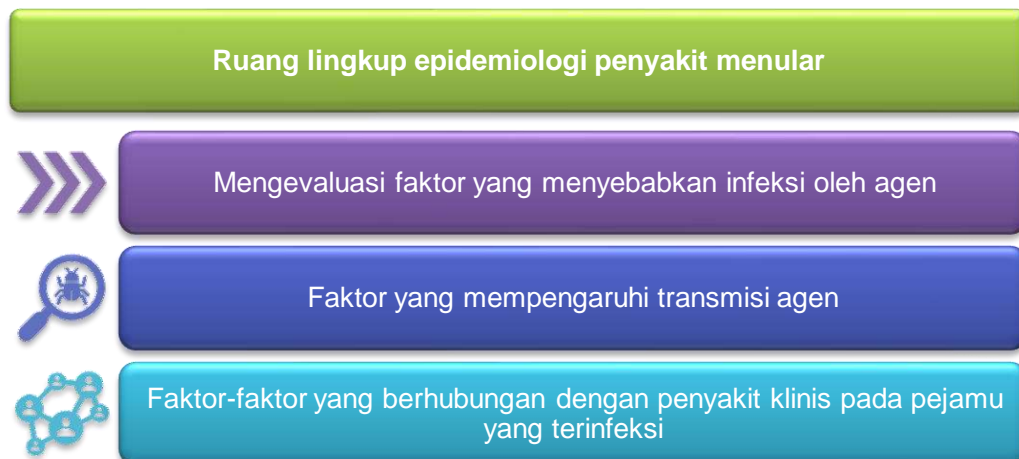 Ruang lingkup epidemiologi penyakit menular
Mengevaluasi faktor yang menyebabkan infeksi oleh agen
Faktor yang mempengaruhi transmisi agen
Faktor-faktor yang berhubungan dengan penyakit klinis pada pejamu
yang terinfeksi